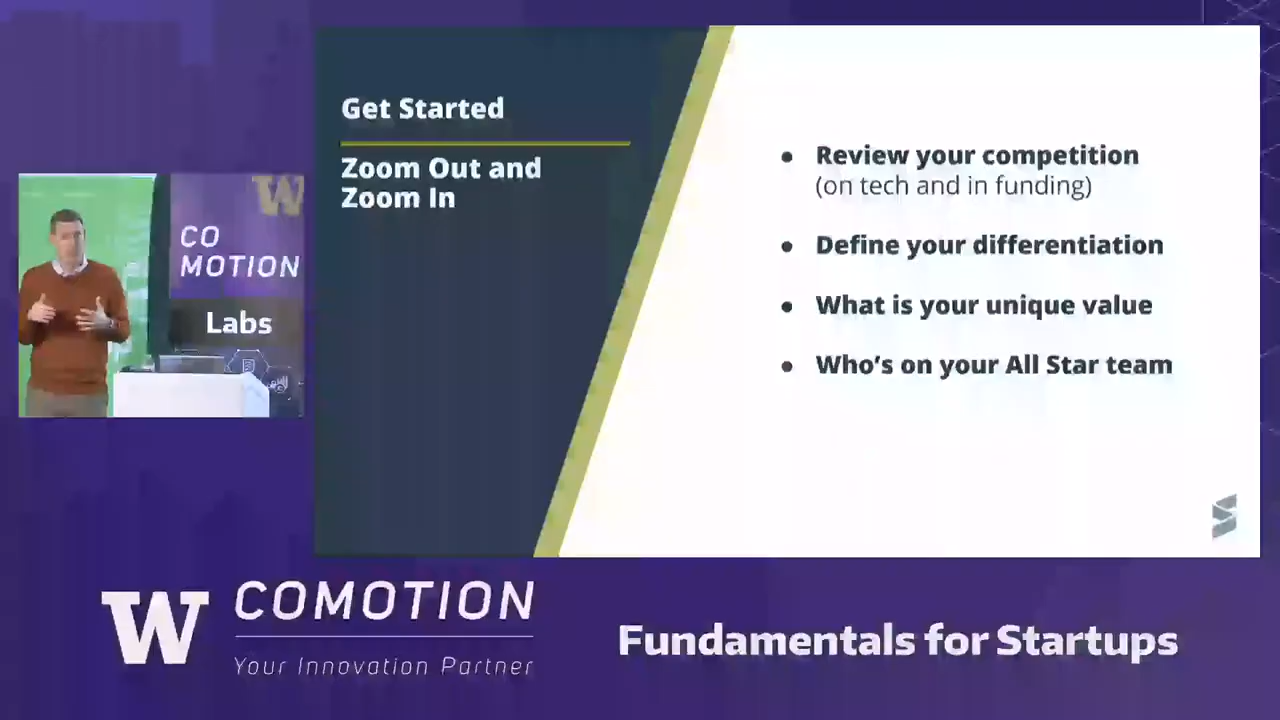 Get Started
Zoom Out and
Zoom In
• Review your competition
(on tech and in funding)
• Define your differentiation
• What is your unique value
• Who's on your All Star team
W
CO
MOTION
Labs
W
COMOTION
Your Innovation Partner
Fundamentals for Startups